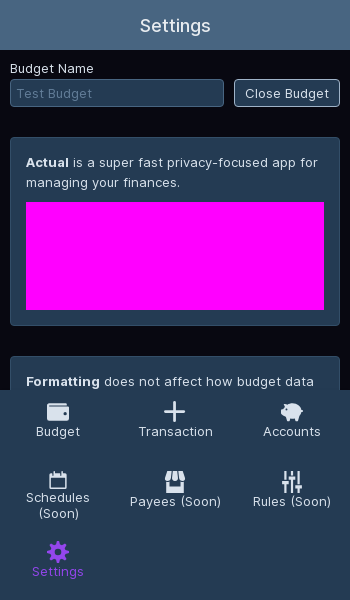 Settings
Budget Name
Test Budget
Close Budget
Actual is a super fast privacy-focused app for
managing your finances.
Formatting does not affect how budget data
Budget
Transaction
Accounts
Schedules
(Soon)
Payees (Soon)
Rules (Soon)
Settings